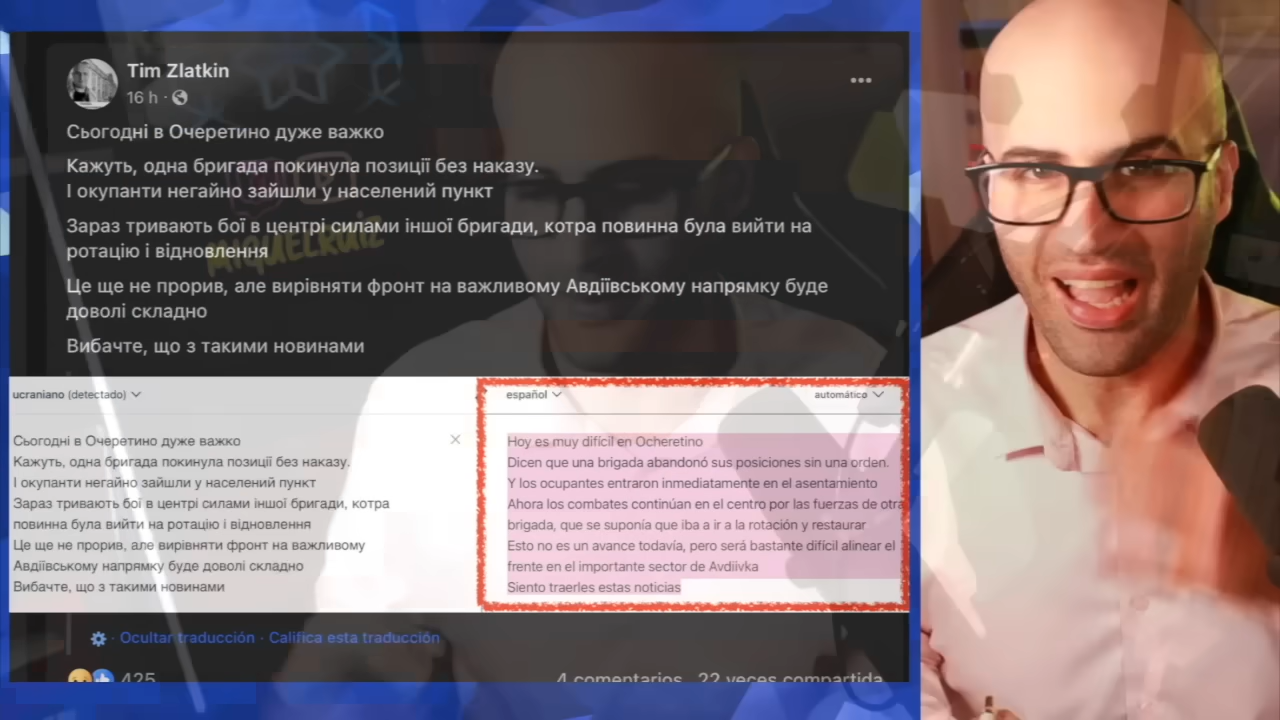 Tim Zlatkin
16 h ·
Сьогодні в Очеретино дуже важко
Кажуть, одна бригада покинула позиції без наказу.
І окупанти негайно зайшли у населений пункт
Зараз тривають бої в центрі силами іншої бригади, котра повинна була вийти на
ротацію і відновлення
Це ще не прорив, але вирівняти фронт на важливому Авдіївському напрямку буде
доволі складно
Вибачте, що з такими новинами
MIQUELRUIZ
ucraniano (detectado)
Сьогодні в Очеретино дуже важко
Кажуть, одна бригада покинула позиції без наказу.
І окупанти негайно зайшли у населений пункт
Зараз тривають бої в центрі силами іншої бригади, котра
повинна була вийти на ротацію і відновлення
Це ще не прорив, але вирівняти фронт на важливому
Авдіївському напрямку буде доволі складно
Вибачте, що з такими новинами
español
automático
Hoy es muy difícil en Ocheretino
Dicen que una brigada abandonó sus posiciones sin una orden.
Y los ocupantes entraron inmediatamente en el asentamiento
Ahora los combates continúan en el centro por las fuerzas de otra
brigada, que se suponía que iba a ir a la rotación y restaurar
Esto no es un avance todavía, pero será bastante difícil alinear el
frente en el importante sector de Avdiivka
Siento traerles estas noticias
· Ocultar traducción · Califica esta traducción
425
4 comentarios 22 veces compartida